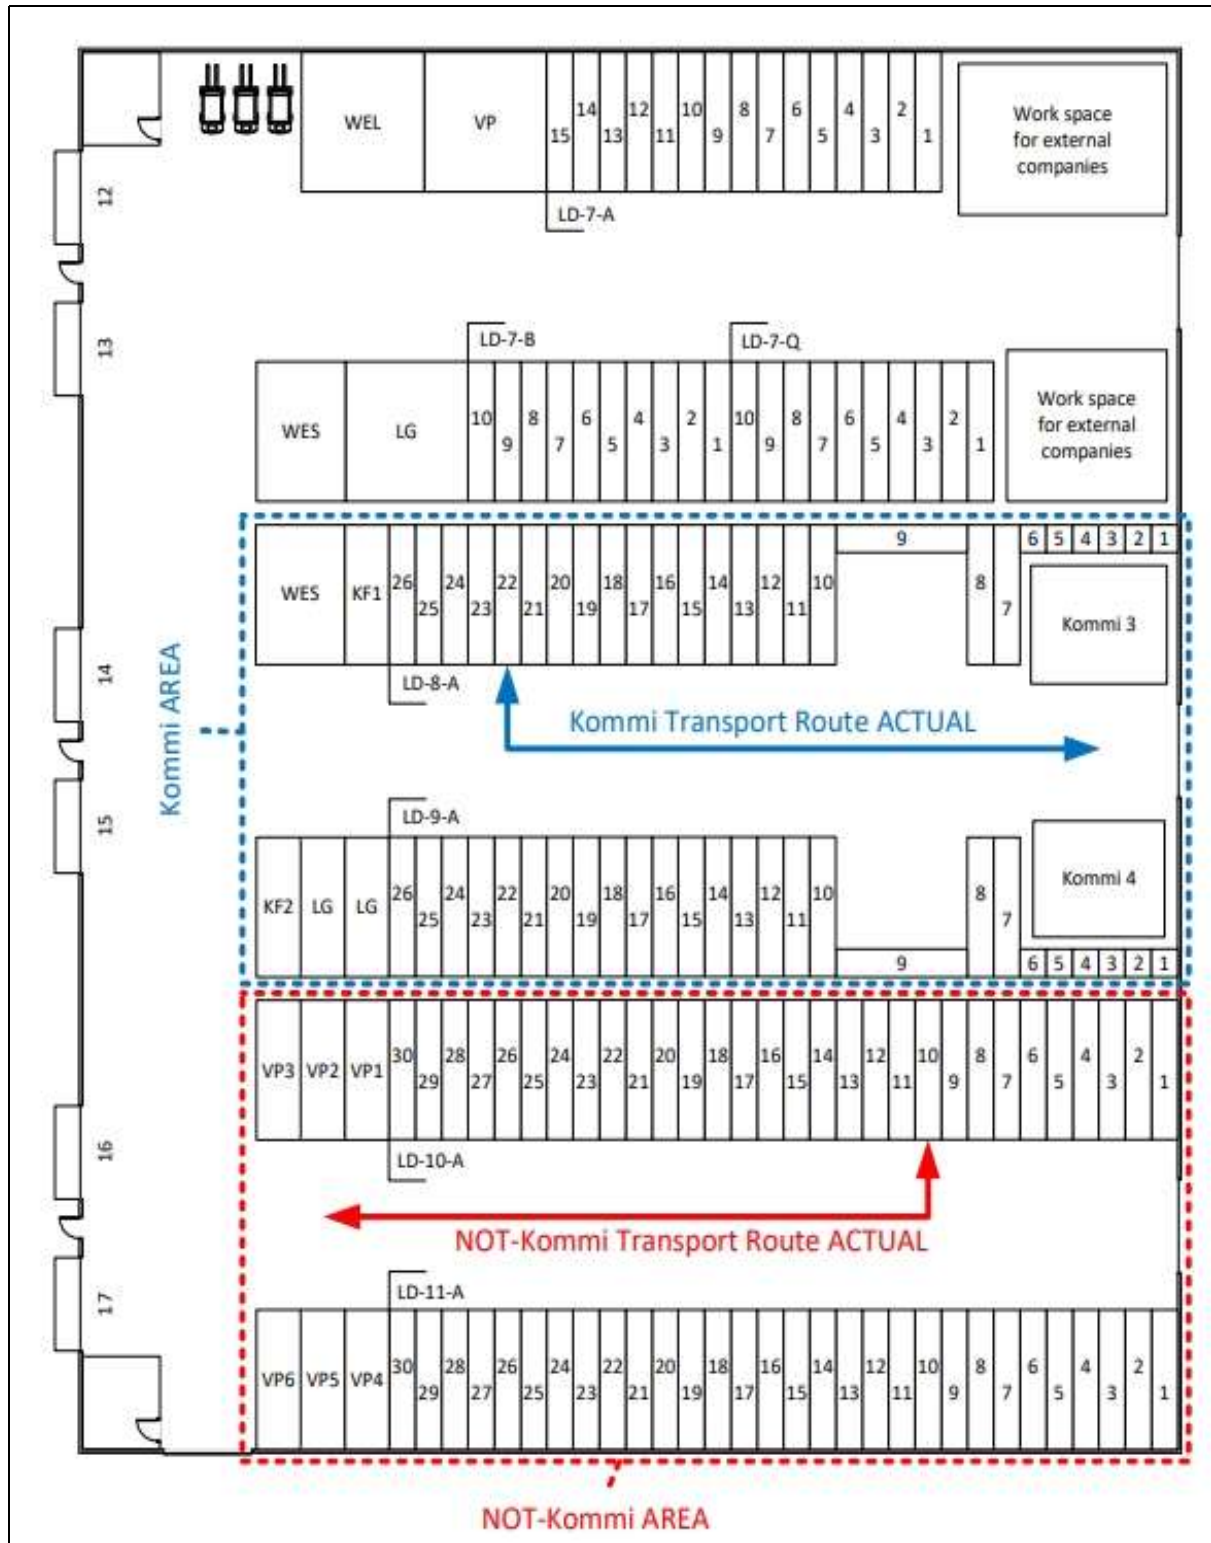 WEL VP 15 14 13 12 11 10 9 8 7 6 5 4 3 2 1
Work space
for external
companies
12
LD-7-A
13
LD-7-B LD-7-Q
WES LG 10 9 8 7 6 5 4 3 2 1 10 9 8 7 6 5 4 3 2 1
Work space
for external
companies
9 6 5 4 3 2 1
WES KF1 26 25 24 23 22 21 20 19 18 17 16 15 14 13 12 11 10 8 7
Kommi 3
14
LD-8-A
Kommi AREA
Kommi Transport Route ACTUAL
15
LD-9-A
KF2 LG LG 26 25 24 23 22 21 20 19 18 17 16 15 14 13 12 11 10 8 7
Kommi 4
9 6 5 4 3 2 1
VP3 VP2 VP1 30 29 28 27 26 25 24 23 22 21 20 19 18 17 16 15 14 13 12 11 10 9 8 7 6 5 4 3 2 1
16
LD-10-A
NOT-Kommi Transport Route ACTUAL
17
LD-11-A
VP6 VP5 VP4 30 29 28 27 26 25 24 23 22 21 20 19 18 17 16 15 14 13 12 11 10 9 8 7 6 5 4 3 2 1
NOT-Kommi AREA